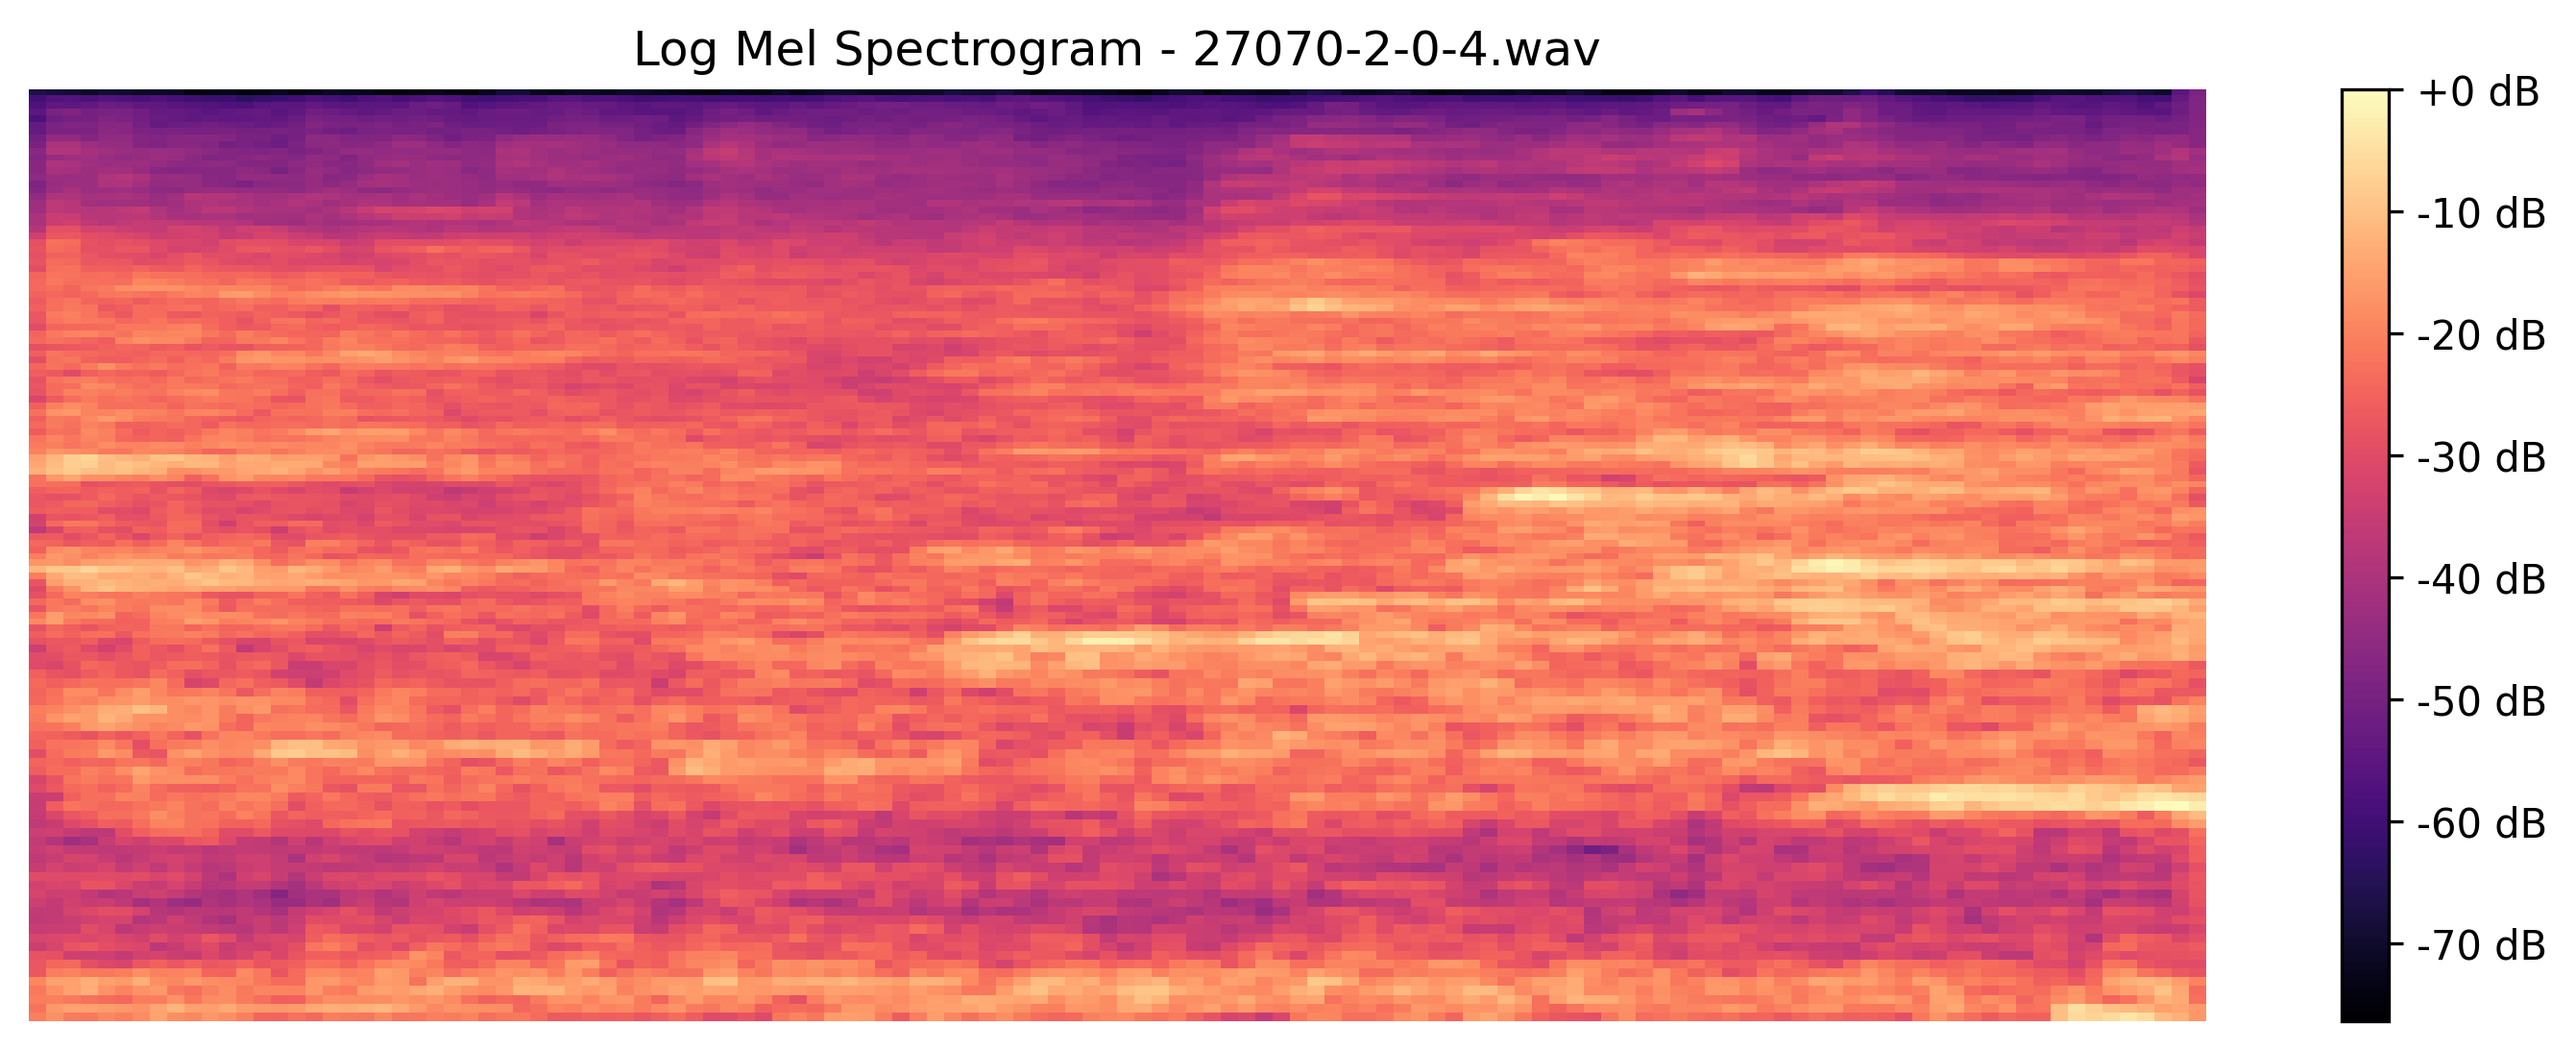 Log Mel Spectrogram - 27070-2-0-4.wav
+0 dB
-10 dB
-20 dB
-30 dB
-40 dB
-50 dB
-60 dB
-70 dB